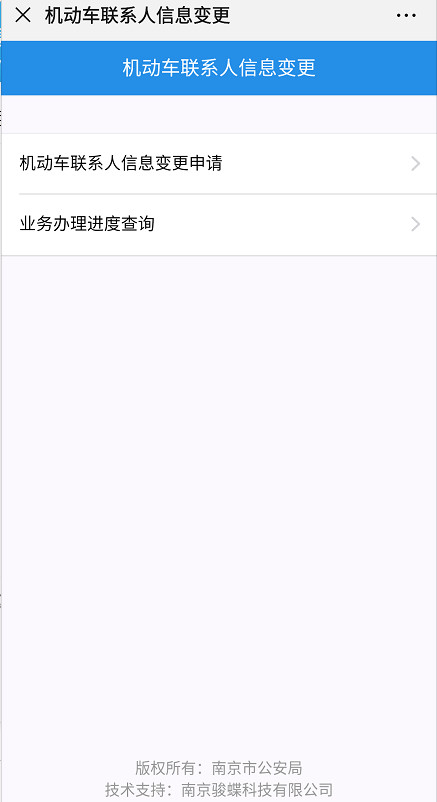 机动车联系人信息变更
机动车联系人信息变更
机动车联系人信息变更申请
业务办理进度查询
版权所有：南京市公安局
技术支持：南京骏蝶科技有限公司